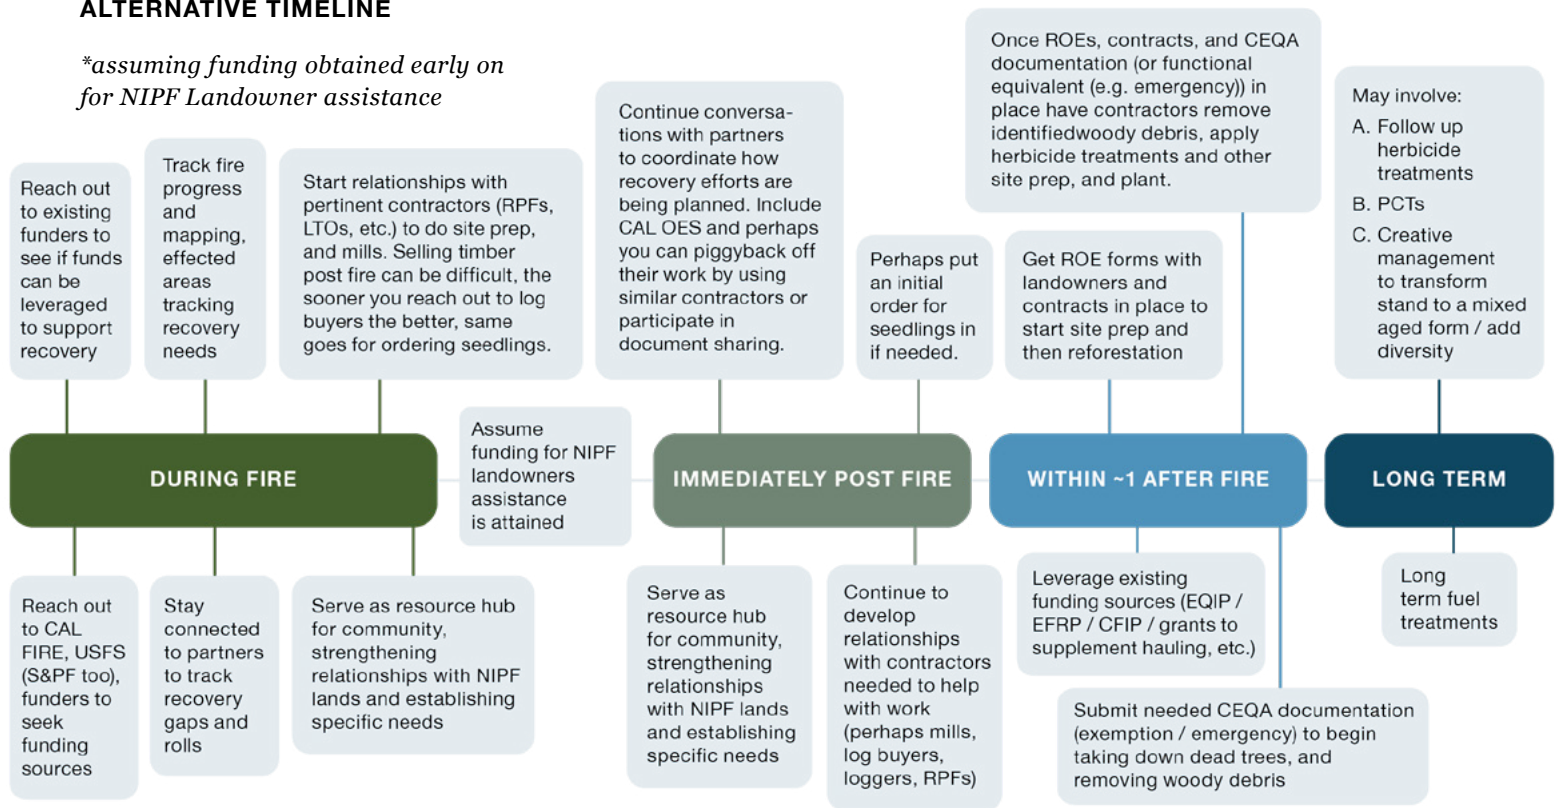 ALTERNATIVE TIMELINE
*assuming funding obtained early on
for NIPF Landowner assistance
Reach out
to existing
funders to
see if funds
can be
leveraged
to support
recovery
Track fire
progress
and
mapping,
effected
areas
tracking
recovery
needs
Start relationships with
pertinent contractors (RPFs,
LTOs, etc.) to do site prep,
and mills. Selling timber
post fire can be difficult, the
sooner you reach out to log
buyers the better, same
goes for ordering seedlings.
Continue conversa-
tions with partners
to coordinate how
recovery efforts are
being planned. Include
CAL OES and perhaps
you can piggyback off
their work by using
similar contractors or
participate in
document sharing.
Perhaps put
an initial
order for
seedlings in
if needed.
Once ROEs, contracts, and CEQA
documentation (or functional
equivalent (e.g. emergency)) in
place have contractors remove
identifiedwoody debris, apply
herbicide treatments and other
site prep, and plant.
Get ROE forms with
landowners and
contracts in place to
start site prep and
then reforestation
May involve:
A. Follow up
herbicide
treatments
B. PCTs
C. Creative
management
to transform
stand to a mixed
aged form / add
diversity
DURING FIRE
Assume
funding for NIPF
landowners
assistance
is attained
IMMEDIATELY POST FIRE
WITHIN ~1 AFTER FIRE
LONG TERM
Reach out
to CAL
FIRE, USFS
(S&PF too),
funders to
seek
funding
sources
Stay
connected
to partners
to track
recovery
gaps and
rolls
Serve as resource hub
for community,
strengthening
relationships with NIPF
lands and establishing
specific needs
Serve as
resource hub
for community,
strengthening
relationships
with NIPF lands
and establishing
specific needs
Continue to
develop
relationships
with contractors
needed to help
with work
(perhaps mills,
log buyers,
loggers, RPFs)
Leverage existing
funding sources (EQIP /
EFRP / CFIP / grants to
supplement hauling, etc.)
Submit needed CEQA documentation
(exemption / emergency) to begin
taking down dead trees, and
removing woody debris
Long
term fuel
treatments